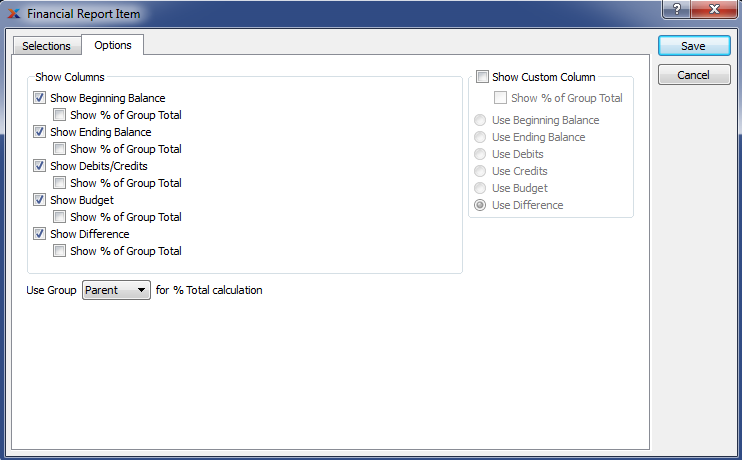 Financial Report Item
?
Selections
Options
Save
Cancel
Show Columns
Show Beginning Balance
Show % of Group Total
Show Ending Balance
Show % of Group Total
Show Debits/Credits
Show % of Group Total
Show Budget
Show % of Group Total
Show Difference
Show % of Group Total
Show Custom Column
Show % of Group Total
Use Beginning Balance
Use Ending Balance
Use Debits
Use Credits
Use Budget
Use Difference
Use Group Parent for % Total calculation